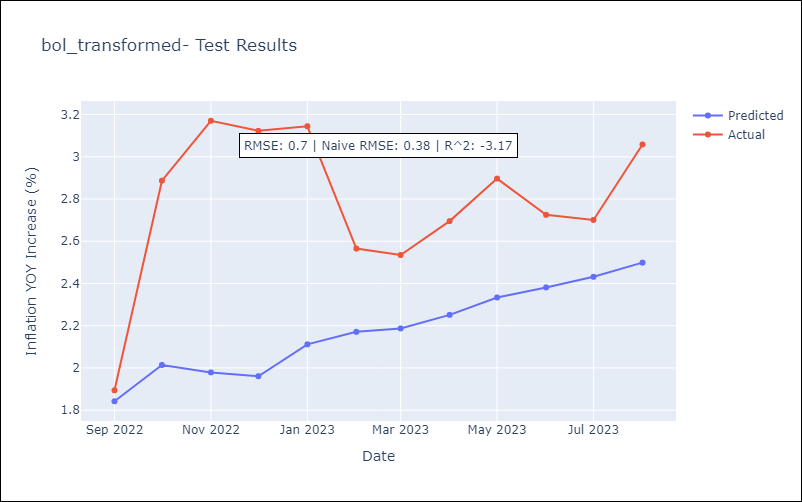 bol_transformed- Test Results
Predicted
Actual
RMSE: 0.7 | Naive RMSE: 0.38 | R^2: -3.17
Inflation YOY Increase (%)
3.2
3
2.8
2.6
2.4
2.2
2
1.8
Sep 2022 Nov 2022 Jan 2023 Mar 2023 May 2023 Jul 2023
Date